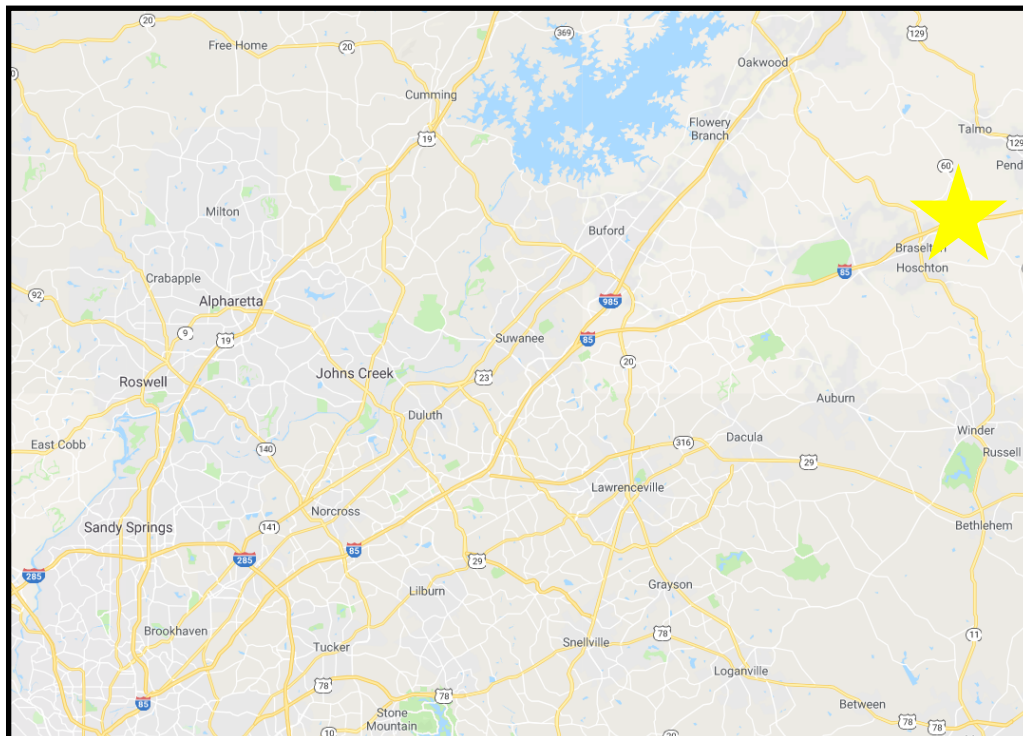 20
Free Home
20
369
129
Oakwood
Cumming
19
Flowery
Branch
Talmo
129
60
Milton
Buford
Crabapple
85
Hoschton
92
Alpharetta
985
9
19
Suwanee
85
Roswell
Johns Creek
23
20
Duluth
Auburn
East Cobb
140
316
Dacula
Winder
29
Russell
Lawrenceville
Norcross
Sandy Springs
141
Bethlehem
85
285
29
285
Lilburn
Grayson
Brookhaven
Tucker
Snellville
78
11
Loganville
78
78
85
Between
Stone
Mountain
78
78
10